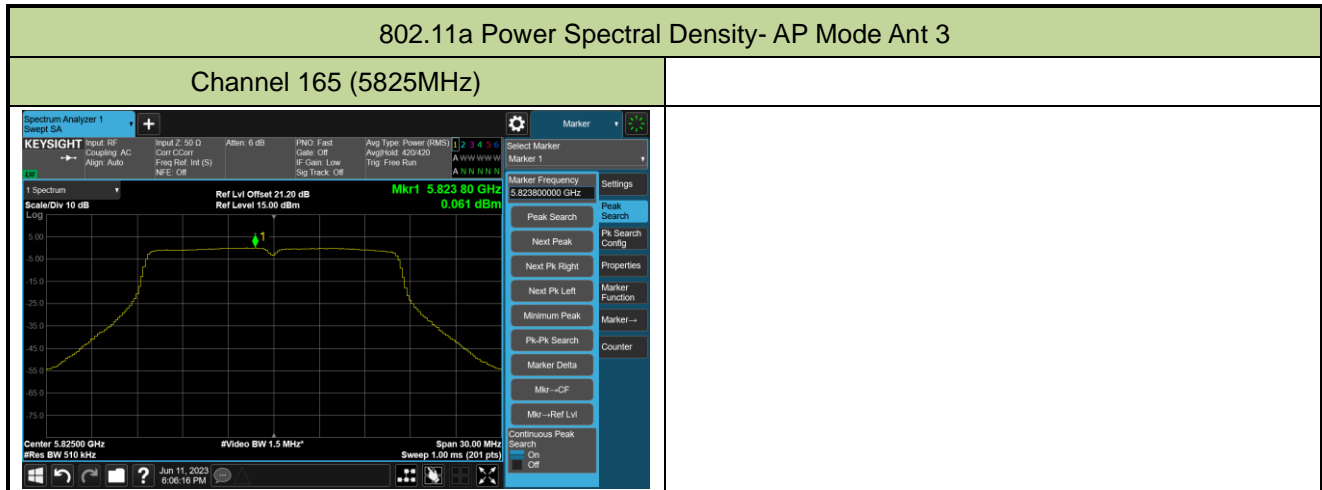 802.11a Power Spectral Density- AP Mode Ant 3
Channel 165 (5825MHz)
Spectrum Analyzer 1
Swept SA
+
Marker
KEYSIGHT
Input: RF
Coupling: AC
Align: Auto
Input Z: 50 Ω
Corr CCorr
Freq Ref: Int (S)
NFE: Off
Atten: 6 dB
PNO: Fast
Gate: Off
IF Gain: Low
Sig Track: Off
Avg Type: Power (RMS)
Avg|Hold: 420/420
Trig: Free Run
1 2 3 4 5 6
A W W W W W
A N N N N N
Select Marker
Marker 1
1 Spectrum
Scale/Div 10 dB
Log
Ref Lvl Offset 21.20 dB
Ref Level 15.00 dBm
Mkr1 5.823 80 GHz
0.061 dBm
1
5.00
-5.00
-15.0
-25.0
-35.0
-45.0
-55.0
-65.0
-75.0
Center 5.82500 GHz
#Res BW 510 kHz
#Video BW 1.5 MHz*
Span 30.00 MHz
Sweep 1.00 ms (201 pts)
Marker Frequency
5.823800000 GHz
Peak Search
Next Peak
Next Pk Right
Next Pk Left
Minimum Peak
Pk-Pk Search
Marker Delta
Mkr→CF
Mkr→Ref Lvl
Continuous Peak
Search
On
Off
Settings
Peak
Search
Pk Search
Config
Properties
Marker
Function
Marker→
Counter
?
Jun 11, 2023
6:06:16 PM